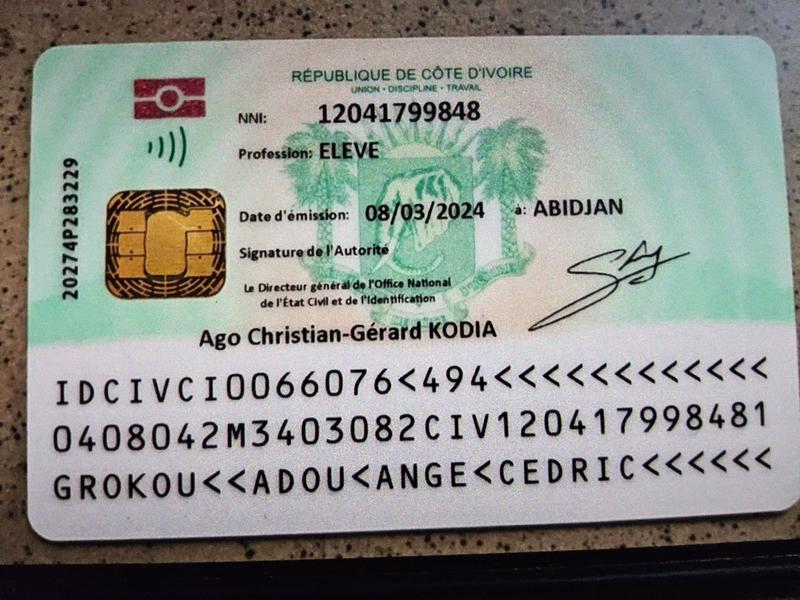 RÉPUBLIQUE DE CÔTE D'IVOIRE
UNION - DISCIPLINE - TRAVAIL
NNI: 12041799848
Profession: ELEVE
Date d'émission: 08/03/2024 à: ABIDJAN
Signature de l'Autorité
Le Directeur général de l'Office National
de l'État Civil et de l'Identification
Ago Christian-Gérard KODIA
20274P283229
IDCIVCI0066076<494<<<<<<<<<<<<
0408042M3403082CIV120417998481
GROKOU<<ADOU<ANGE<CEDRIC<<<<<<